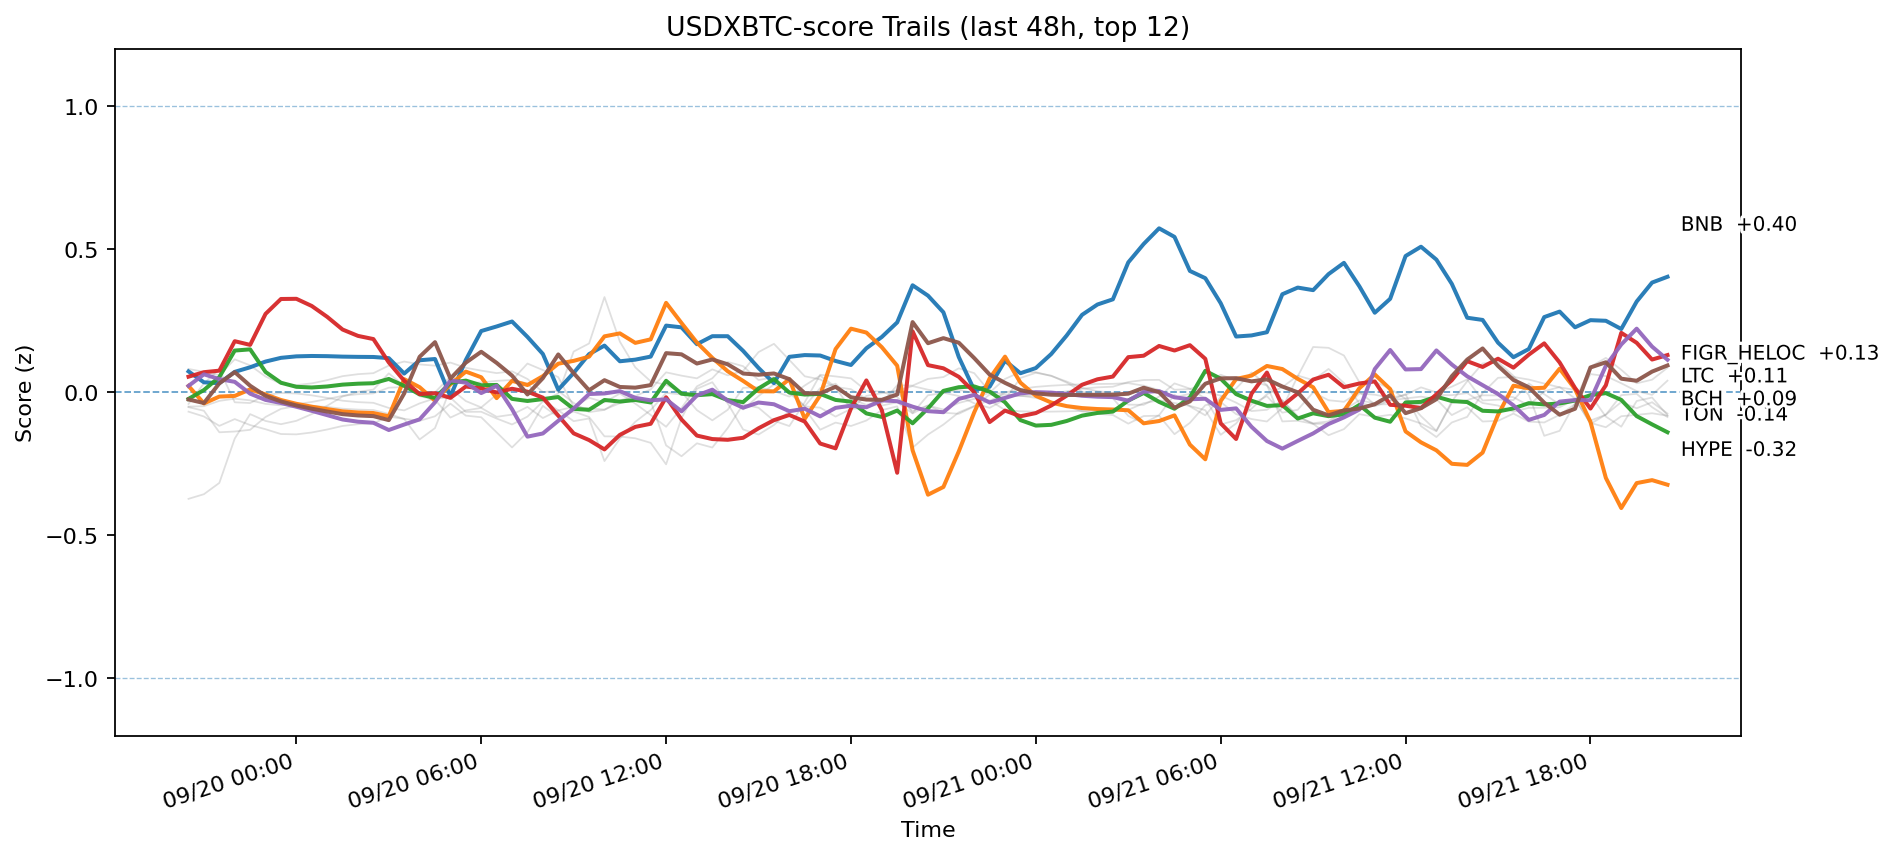 USDXBTC-score Trails (last 48h, top 12)
Score (z)
1.0
0.5
0.0
−0.5
−1.0
BNB +0.40
FIGR_HELOC +0.13
LTC +0.11
BCH +0.09
TON -0.14
HYPE -0.32
09/20 00:00
09/20 06:00
09/20 12:00
09/20 18:00
09/21 00:00
09/21 06:00
09/21 12:00
09/21 18:00
Time